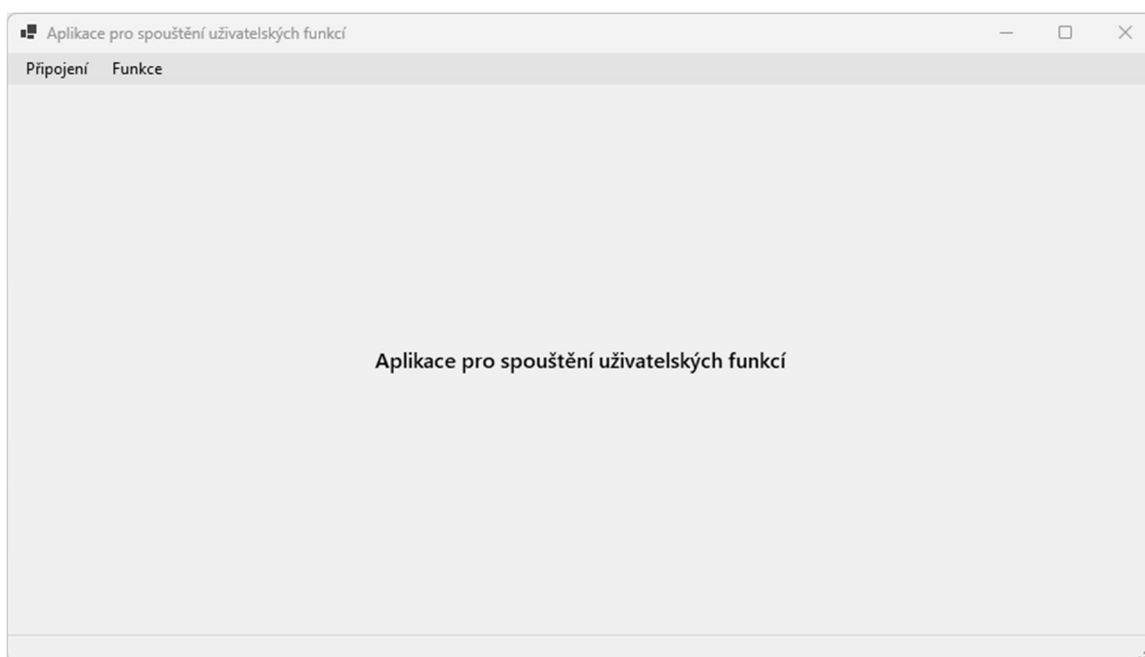 Aplikace pro spouštění uživatelských funkcí
Připojení Funkce
Aplikace pro spouštění uživatelských funkcí